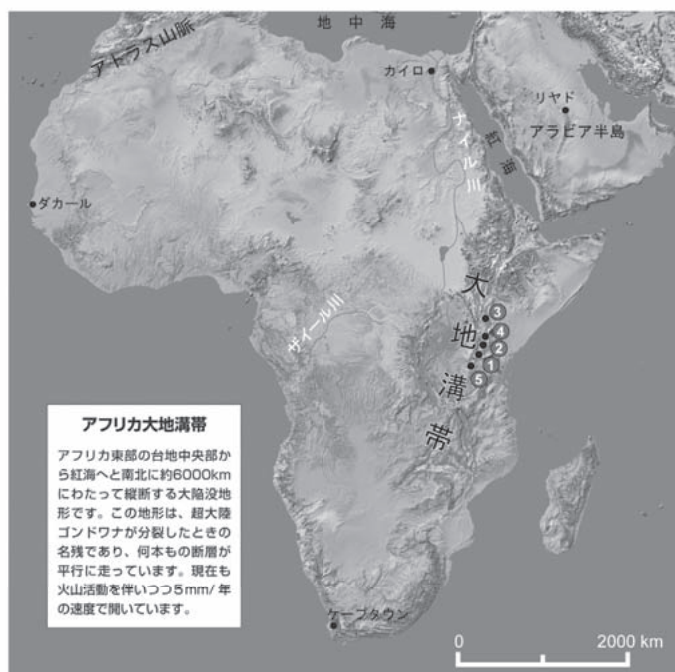 地中海
アトラス山脈
カイロ
リヤド
アラビア半島
ナイル川
紅海
ダカール
大地溝帯
③
④
②
①
⑤
ザイール川
アフリカ大地溝帯
アフリカ東部の台地中央部か
ら紅海へと南北に約6000km
にわたって縦断する大陥没地
形です。この地形は、超大陸
ゴンドワナが分裂したときの
名残であり、何本もの断層が
平行に走っています。現在も
火山活動を伴いつつ5mm/年
の速度で開いています。
ケープタウン
0 2000 km